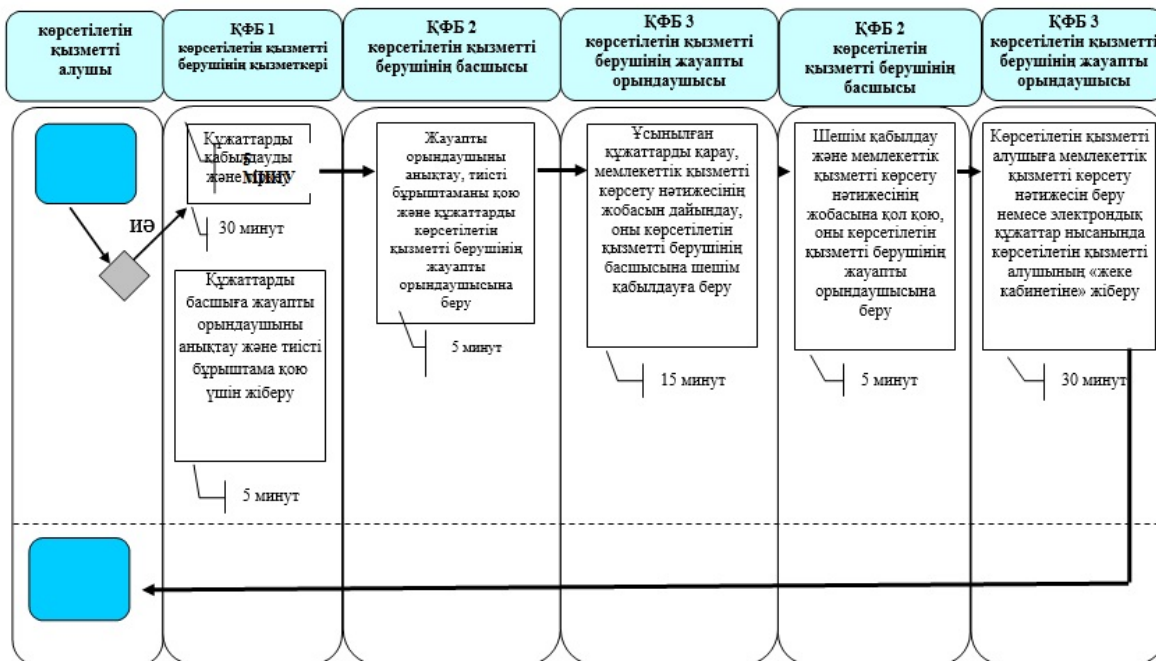 көрсетілетін
қызметті
алушы
ҚФБ 1
көрсетілетін қызметті
берушінің қызметкері
ҚФБ 2
көрсетілетін қызметті
берушінің басшысы
ҚФБ 3
көрсетілетін қызметті
берушінің жауапты
орындаушысы
ҚФБ 2
көрсетілетін
қызметті берушінің
басшысы
ҚФБ 3
көрсетілетін қызметті
берушінің жауапты
орындаушысы
ИӘ
Құжаттарды
қабылдауды
және
30 минут
Құжаттарды
басшыға жауапты
орындаушыны
анықтау және тиісті
бұрыштама қою
үшін жіберу
5 минут
Жауапты
орындаушыны
анықтау, тиісті
бұрыштаманы қою
және құжаттарды
көрсетілетін
қызметті берушінің
жауапты
орындаушысына
беру
5 минут
Ұсынылған
құжаттарды қарау,
мемлекеттік қызметті
көрсету нәтижесінің
жобасын дайындау,
оны көрсетілетін
қызметті берушінің
басшысына шешім
қабылдауға беру
15 минут
Шешім қабылдау
және мемлекеттік
қызметті көрсету
нәтижесінің
жобасына қол қою,
оны көрсетілетін
қызметті берушінің
жауапты
орындаушысына
беру
5 минут
Көрсетілетін қызметті
алушыға мемлекеттік
қызметті көрсету
нәтижесін беру
немесе электрондық
құжаттар нысанында
көрсетілетін қызметті
алушының «жеке
кабинетіне» жіберу
30 минут